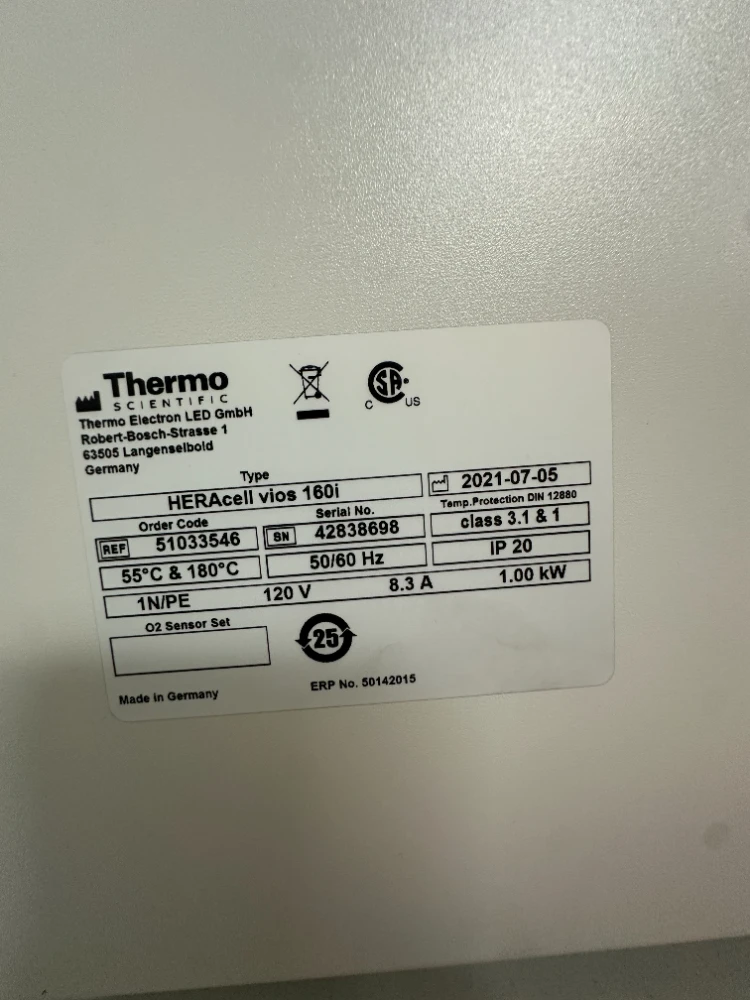 Thermo
SCIENTIFIC
Thermo Electron LED GmbH
Robert-Bosch-Strasse 1
63505 Langenselbold
Germany
C SA US
Type
HERAcell vios 160i
2021-07-05
Order Code
Serial No.
Temp.Protection DIN 12880
REF 51033546
SN 42838698
class 3.1 & 1
55°C & 180°C
50/60 Hz
IP 20
1N/PE 120 V 8.3 A 1.00 kW
O2 Sensor Set
25
Made in Germany
ERP No. 50142015